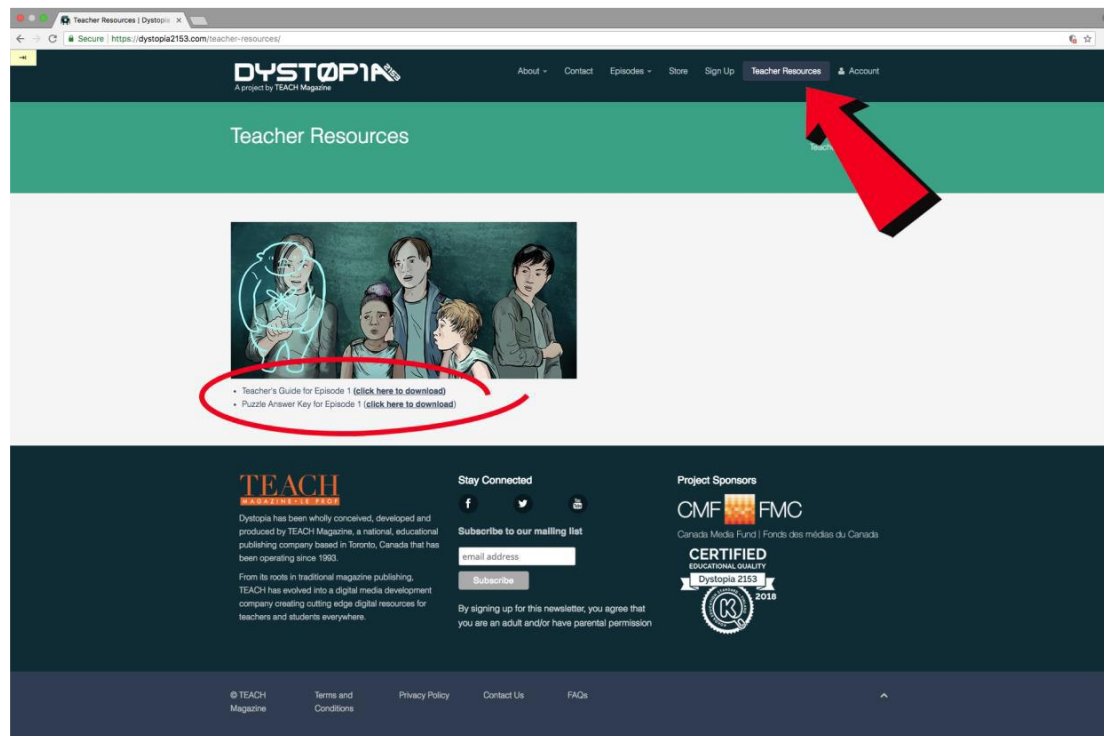 Teacher Resources | Dystopia
Secure | https://dystopia2153.com/teacher-resources/
DYSTØP1A 2153
A project by TEACH Magazine
About
Contact
Episodes
Store
Sign Up
Teacher Resources
Account
Teacher Resources
• Teacher's Guide for Episode 1 (click here to download)
• Puzzle Answer Key for Episode 1 (click here to download)
TEACH
MAGAZINE • LE PROF
Dystopia has been wholly conceived, developed and
produced by TEACH Magazine, a national, educational
publishing company based in Toronto, Canada that has
been operating since 1993.
From its roots in traditional magazine publishing,
TEACH has evolved into a digital media development
company creating cutting edge digital resources for
teachers and students everywhere.
Stay Connected
Subscribe to our mailing list
email address
Subscribe
By signing up for this newsletter, you agree that
you are an adult and/or have parental permission
Project Sponsors
CMF FMC
Canada Media Fund | Fonds des médias du Canada
CERTIFIED
EDUCATIONAL QUALITY
Dystopia 2153
2018
K
© TEACH
Magazine
Terms and
Conditions
Privacy Policy
Contact Us
FAQs